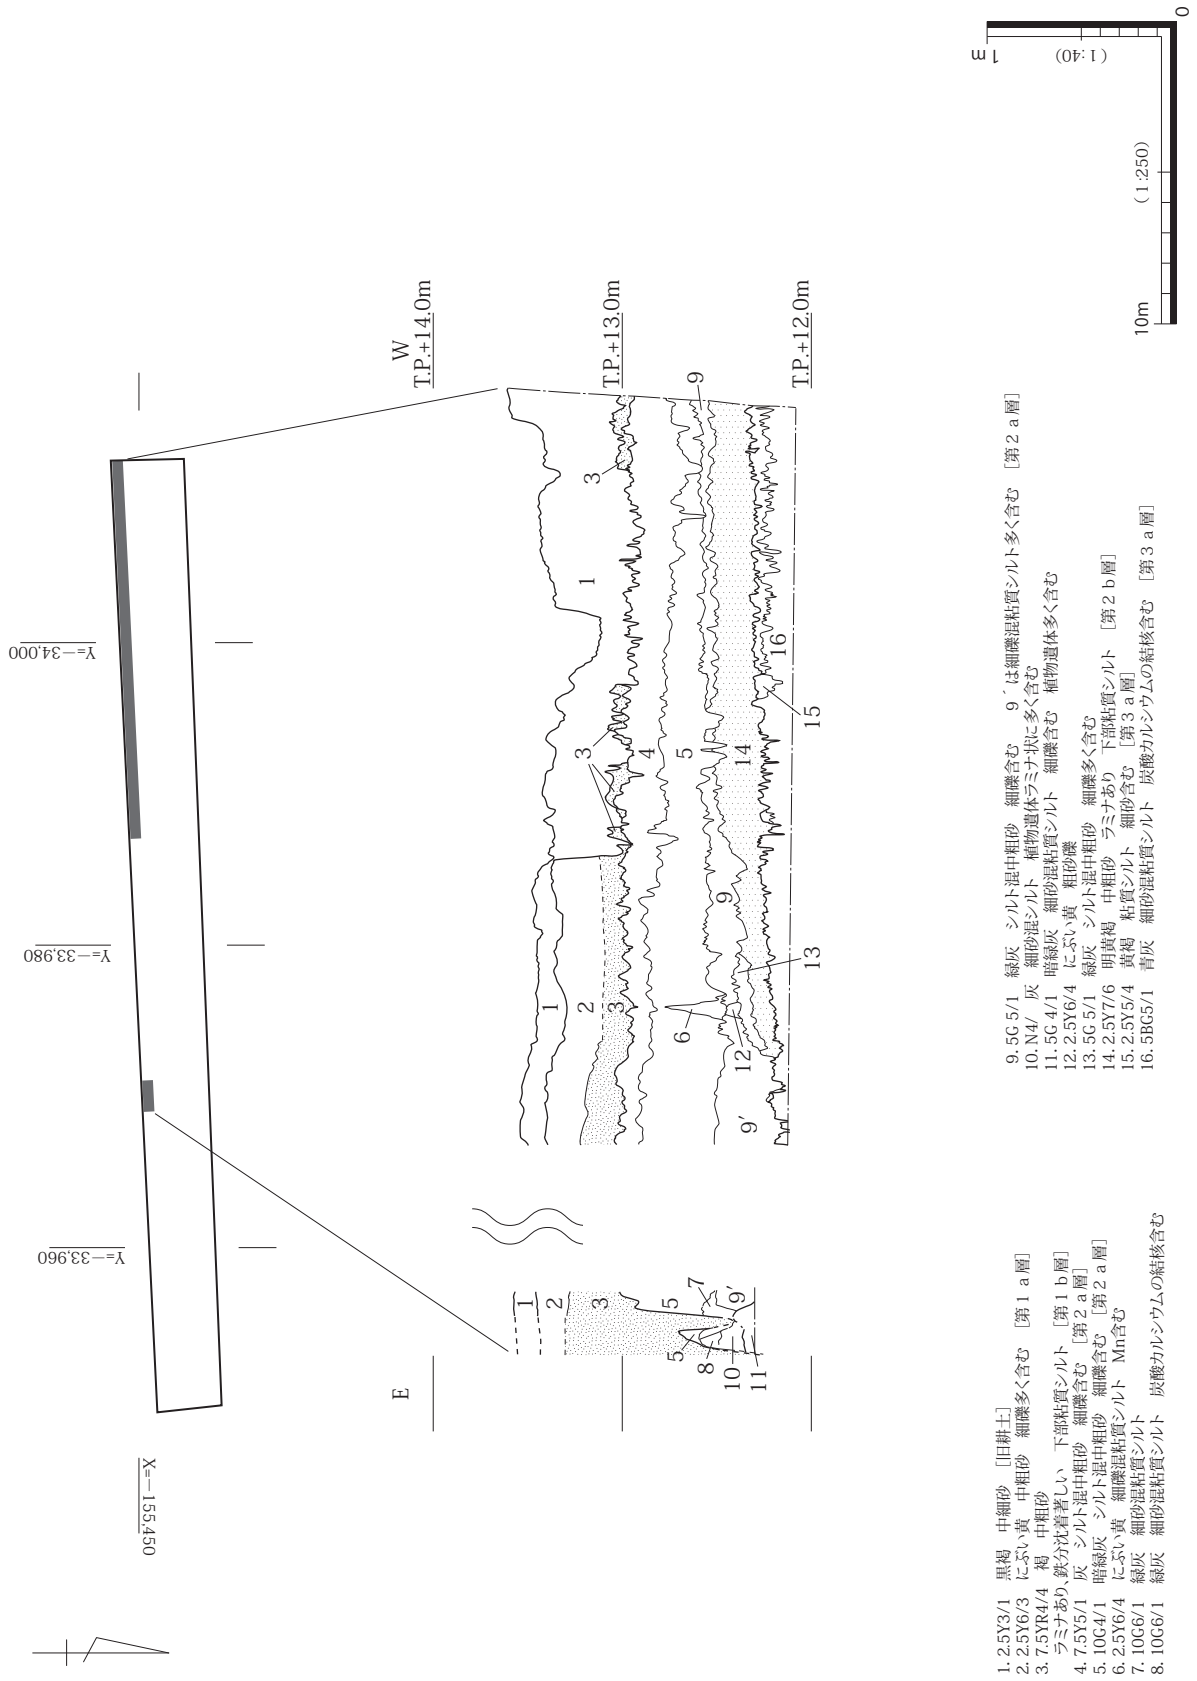 X=－155,450
Y=－33,960
Y=－33,980
Y=－34,000
E
W
T.P.+14.0m
T.P.+13.0m
T.P.+12.0m
1
2
3
5
7
9′
5
8
10
11
1
2
3
6
12
9′
13
9
3
4
5
14
15
16
1
3
9
1. 2.5Y3/1　黒褐　中細砂　［旧耕土］
2. 2.5Y6/3　にぶい黄　中粗砂　細礫多く含む　［第１ａ層］
3. 7.5YR4/4　褐　中粗砂
ラミナあり､鉄分沈着著しい　下部粘質シルト　［第１ｂ層］
4. 7.5Y5/1　灰　シルト混中粗砂　細礫含む　［第２ａ層］
5. 10G4/1　暗緑灰　シルト混中粗砂　細礫含む　［第２ａ層］
6. 2.5Y6/4　にぶい黄　細礫混粘質シルト　Mn含む
7. 10G6/1　緑灰　細砂混粘質シルト
8. 10G6/1　緑灰　細砂混粘質シルト　炭酸カルシウムの結核含む
9. 5G 5/1　緑灰　シルト混中粗砂　細礫含む　9´は細礫混粘質シルト多く含む　［第２ａ層］
10. N4/　灰　細砂混シルト　植物遺体ラミナ状に多く含む
11. 5G 4/1　暗緑灰　細砂混粘質シルト　細礫含む　植物遺体多く含む
12. 2.5Y6/4　にぶい黄　粗砂礫
13. 5G 5/1　緑灰　シルト混中粗砂　細礫多く含む
14. 2.5Y7/6　明黄褐　中粗砂　ラミナあり　下部粘質シルト　［第２ｂ層］
15. 2.5Y5/4　黄褐　粘質シルト　細砂含む　［第３ａ層］
16. 5BG5/1　青灰　細砂混粘質シルト　炭酸カルシウムの結核含む　［第３ａ層］
10m
（1:250）
0
（1:40）
1m